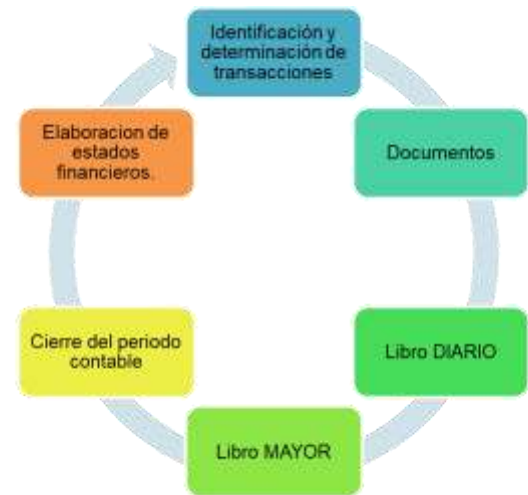 Identificación y
determinación de
transacciones
Documentos
Libro DIARIO
Libro MAYOR
Cierre del periodo
contable
Elaboracion de
estados
financieros.